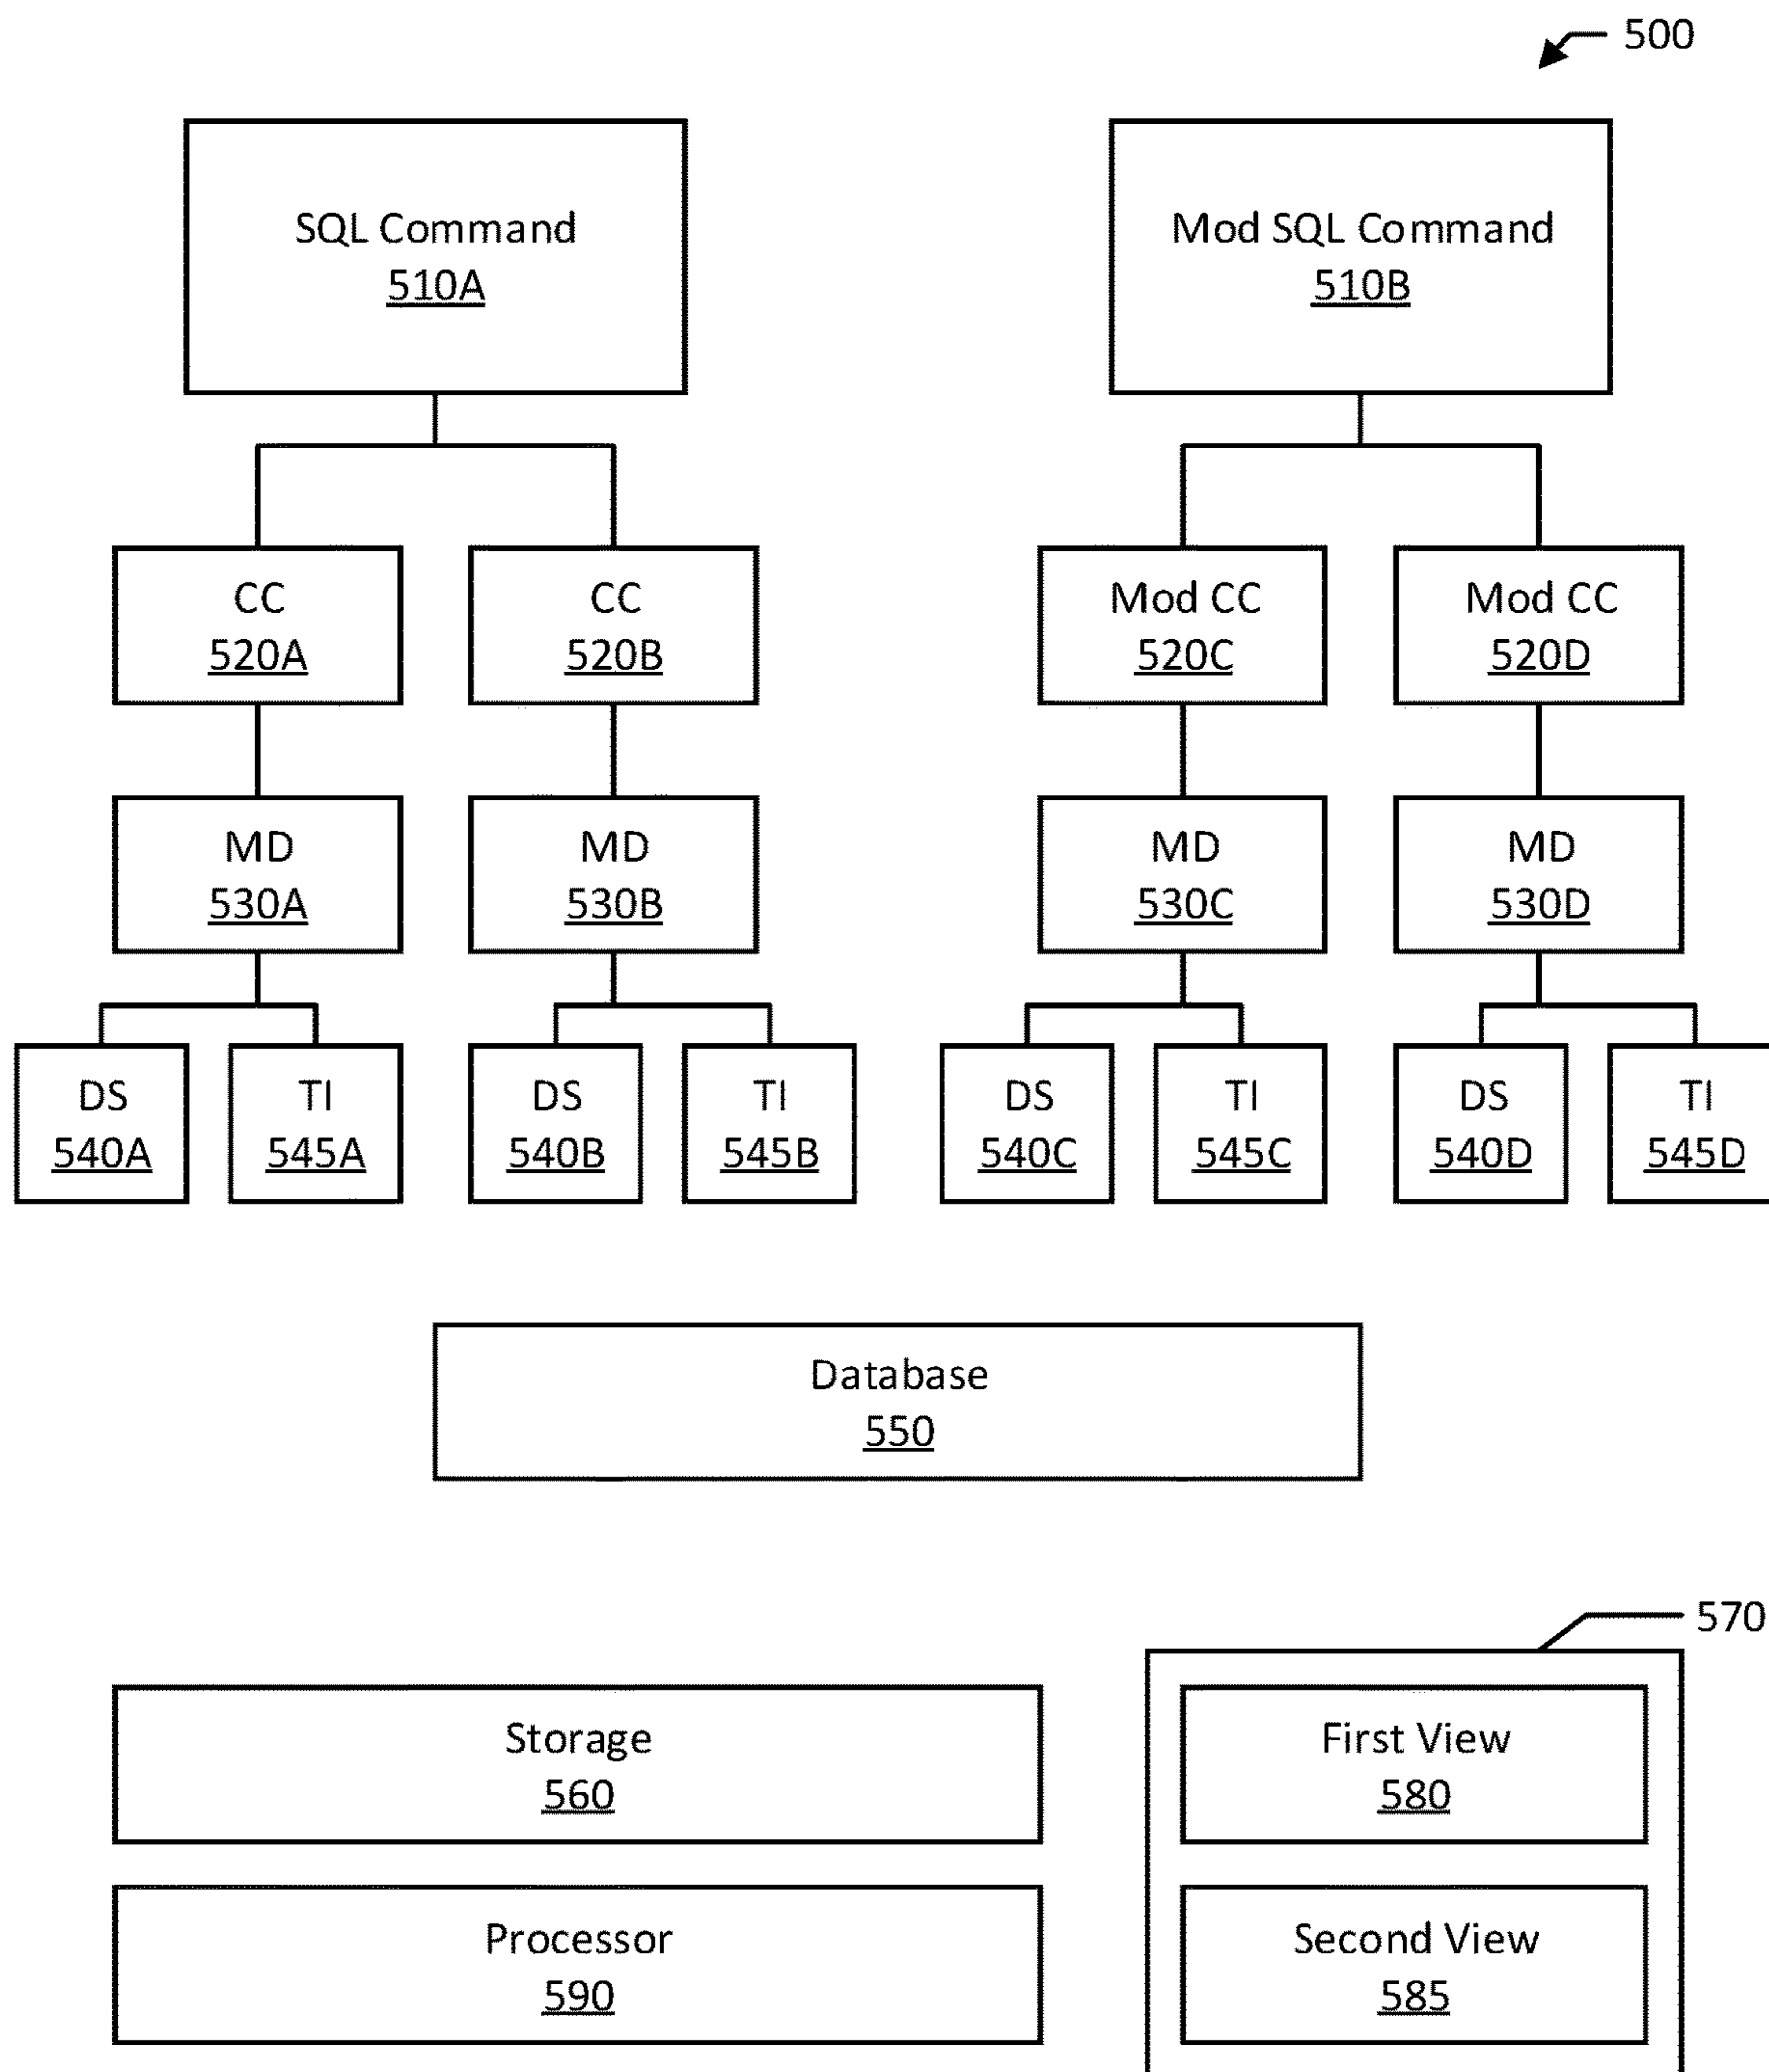 500
SQL Command
510A
Mod SQL Command
510B
CC
520A
CC
520B
Mod CC
520C
Mod CC
520D
MD
530A
MD
530B
MD
530C
MD
530D
DS
540A
TI
545A
DS
540B
TI
545B
DS
540C
TI
545C
DS
540D
TI
545D
Database
550
570
Storage
560
First View
580
Processor
590
Second View
585